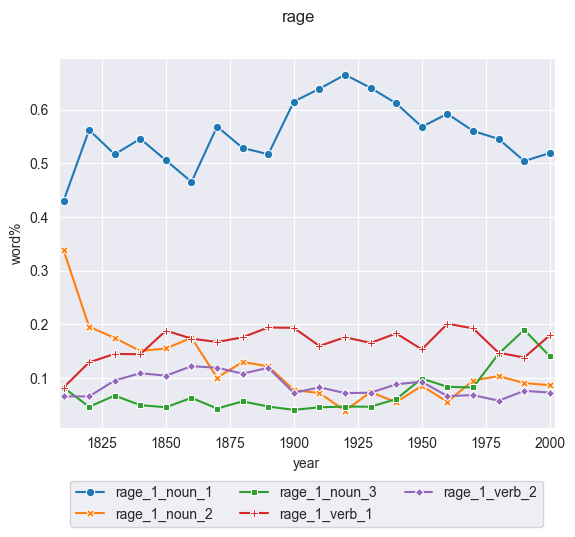 rage
0.6
0.5
0.4
0.3
0.2
0.1
word%
1825 1850 1875 1900 1925 1950 1975 2000
year
rage_1_noun_1 rage_1_noun_3 rage_1_verb_2
rage_1_noun_2 rage_1_verb_1